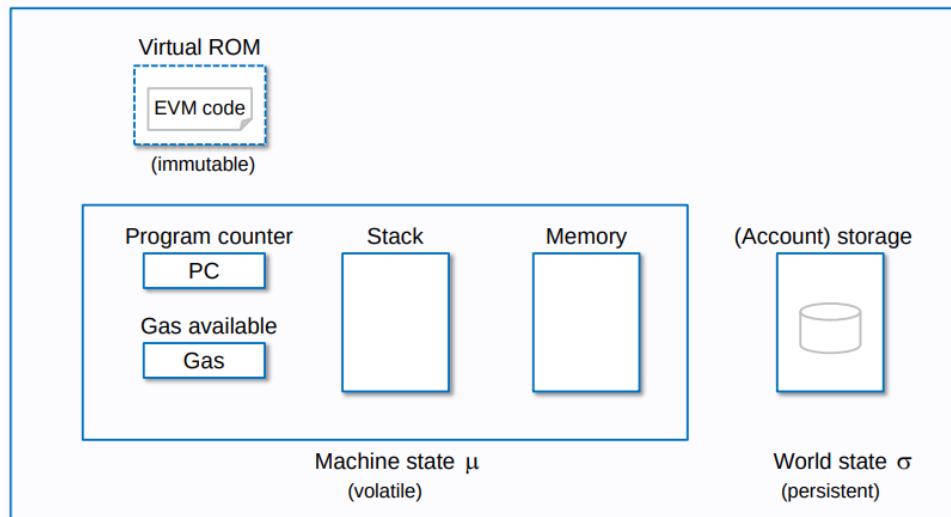 Virtual ROM
EVM code
(immutable)
Program counter
PC
Gas available
Gas
Stack
Memory
(Account) storage
Machine state μ
(volatile)
World state σ
(persistent)